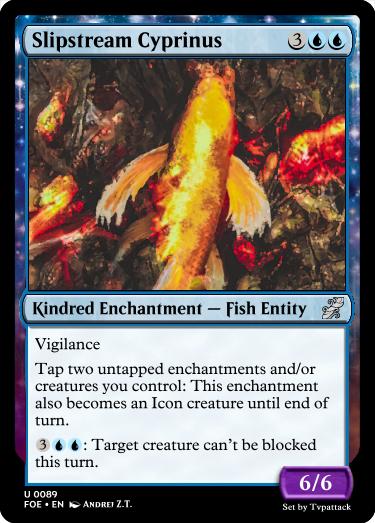 Slipstream Cyprinus 3
Vigilance
Kindred Enchantment — Fish Entity
Tap two untapped enchantments and/or
creatures you control: This enchantment
also becomes an Icon creature until end of
turn.
3: Target creature can't be blocked
this turn.
6/6
U 0089
FOE • EN Andrej Z.T.
Set by Tvpattack